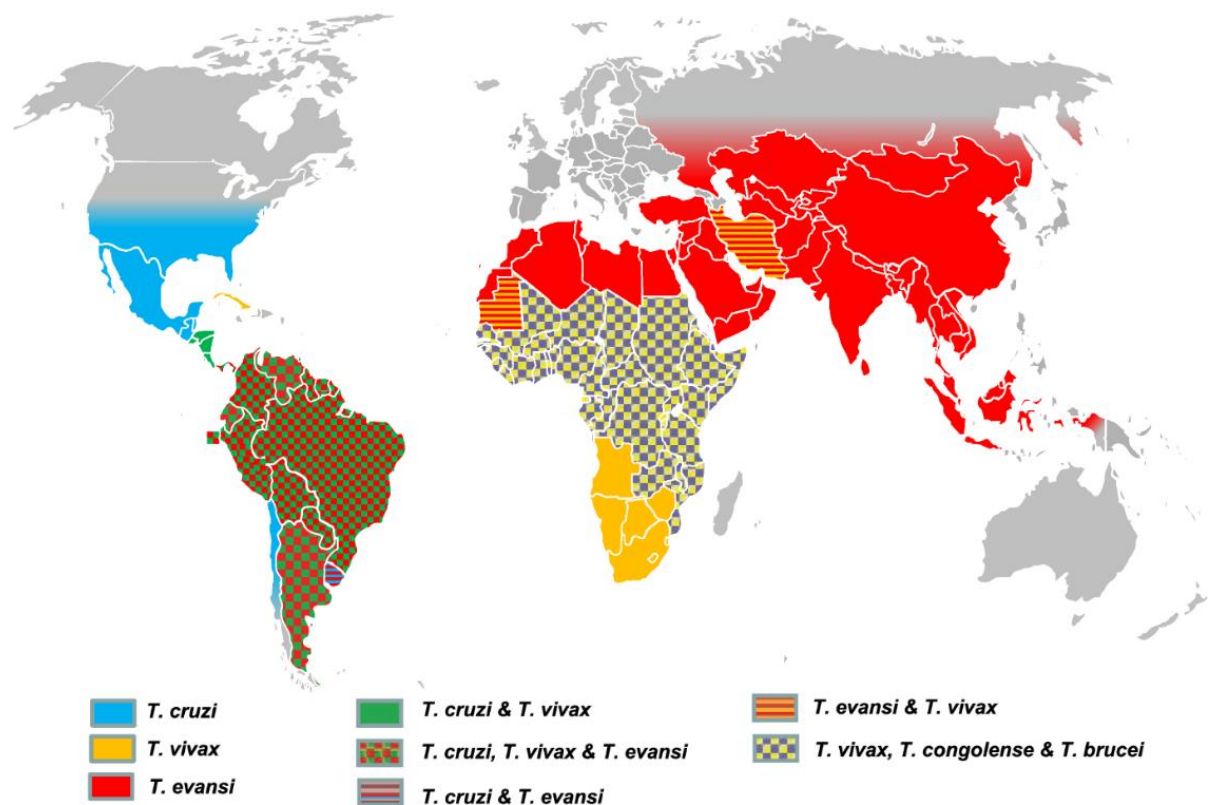 T. cruzi
T. vivax
T. evansi
T. cruzi & T. vivax
T. cruzi, T. vivax & T. evansi
T. cruzi & T. evansi
T. evansi & T. vivax
T. vivax, T. congolense & T. brucei